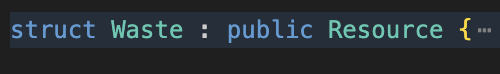 struct Waste : public Resource {⋯